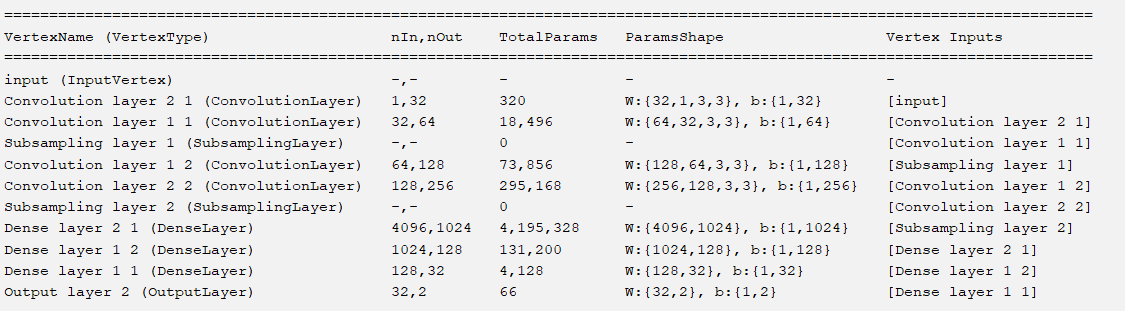 ==========================================================================================================================
VertexName (VertexType) nIn,nOut TotalParams ParamsShape Vertex Inputs
==========================================================================================================================
input (InputVertex) -,- - - -
Convolution layer 2 1 (ConvolutionLayer) 1,32 320 W:{32,1,3,3}, b:{1,32} [input]
Convolution layer 1 1 (ConvolutionLayer) 32,64 18,496 W:{64,32,3,3}, b:{1,64} [Convolution layer 2 1]
Subsampling layer 1 (SubsamplingLayer) -,- 0 - [Convolution layer 1 1]
Convolution layer 1 2 (ConvolutionLayer) 64,128 73,856 W:{128,64,3,3}, b:{1,128} [Subsampling layer 1]
Convolution layer 2 2 (ConvolutionLayer) 128,256 295,168 W:{256,128,3,3}, b:{1,256} [Convolution layer 1 2]
Subsampling layer 2 (SubsamplingLayer) -,- 0 - [Convolution layer 2 2]
Dense layer 2 1 (DenseLayer) 4096,1024 4,195,328 W:{4096,1024}, b:{1,1024} [Subsampling layer 2]
Dense layer 1 2 (DenseLayer) 1024,128 131,200 W:{1024,128}, b:{1,128} [Dense layer 2 1]
Dense layer 1 1 (DenseLayer) 128,32 4,128 W:{128,32}, b:{1,32} [Dense layer 1 2]
Output layer 2 (OutputLayer) 32,2 66 W:{32,2}, b:{1,2} [Dense layer 1 1]